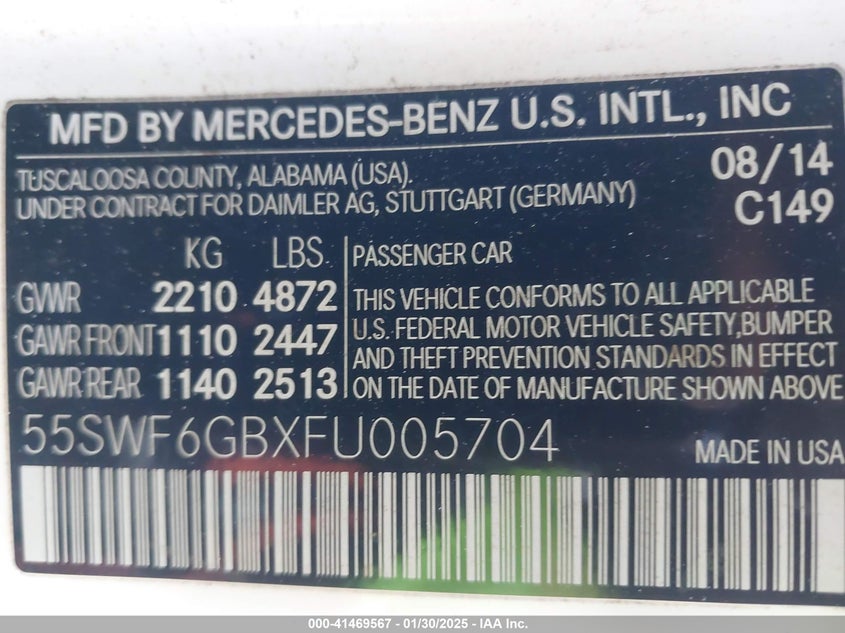 MFD BY MERCEDES-BENZ U.S. INTL., INC
TUSCALOOSA COUNTY, ALABAMA (USA).
UNDER CONTRACT FOR DAIMLER AG, STUTTGART (GERMANY)
08/14
C149
KG LBS
GVWR 2210 4872
GAWR FRONT 1110 2447
GAWR REAR 1140 2513
PASSENGER CAR
THIS VEHICLE CONFORMS TO ALL APPLICABLE
U.S. FEDERAL MOTOR VEHICLE SAFETY,BUMPER
AND THEFT PREVENTION STANDARDS IN EFFECT
ON THE DATE OF MANUFACTURE SHOWN ABOVE
55SWF6GBXFU005704
MADE IN USA
000-41469567 - 01/30/2025 - IAA Inc.